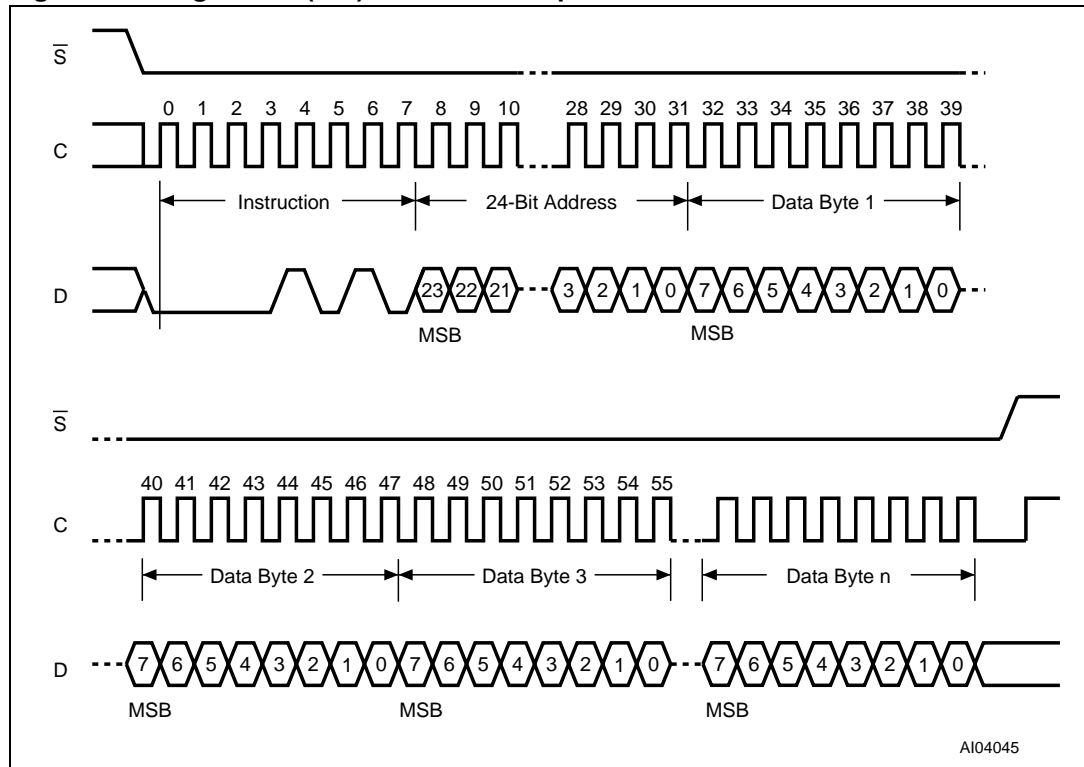 S
0 1 2 3 4 5 6 7 8 9 10 28 29 30 31 32 33 34 35 36 37 38 39
C
Instruction 24-Bit Address Data Byte 1
D 23 22 21 3 2 1 0 7 6 5 4 3 2 1 0
MSB MSB
S
40 41 42 43 44 45 46 47 48 49 50 51 52 53 54 55
C
Data Byte 2 Data Byte 3 Data Byte n
D 7 6 5 4 3 2 1 0 7 6 5 4 3 2 1 0 7 6 5 4 3 2 1 0
MSB MSB MSB
AI04045